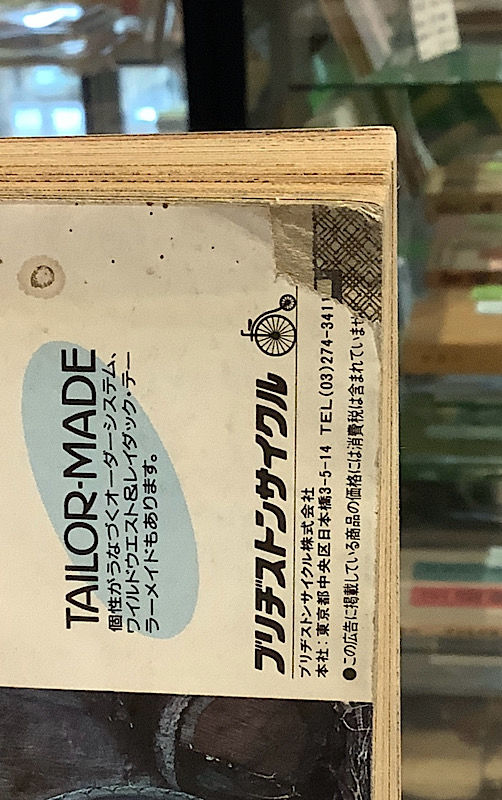 TAILOR-MADE
個性がうなづくオーダーシステム、
ワイルドウエスト&レイダック・テー
ラーメイドもあります。
ブリヂストンサイクル
ブリヂストンサイクル株式会社
本社:東京都中央区日本橋3-5-14 TEL(03)274-341
●この広告に掲載している商品の価格には消費税は含まれていませ